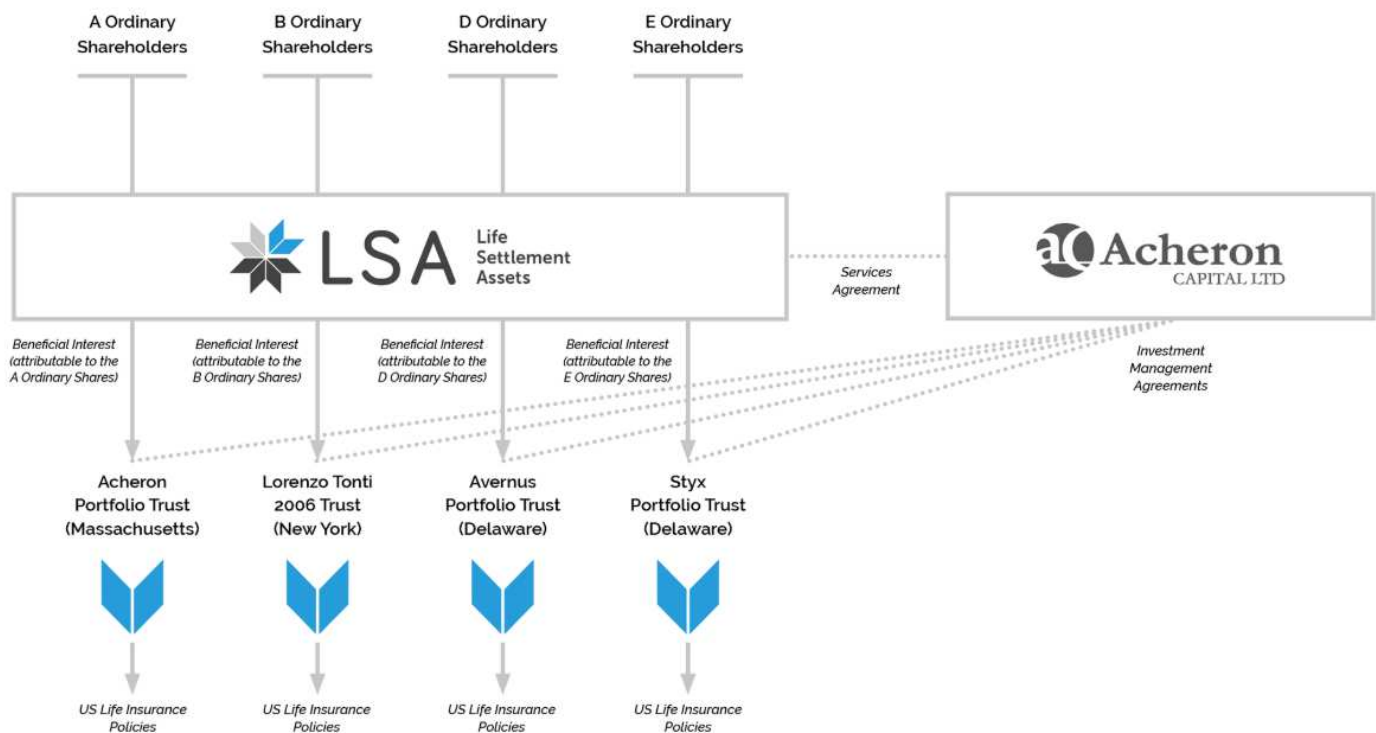 A Ordinary
Shareholders
B Ordinary
Shareholders
D Ordinary
Shareholders
E Ordinary
Shareholders
LSA
Life
Settlement
Assets
Services
Agreement
ac Acheron
CAPITAL LTD
Beneficial Interest
(attributable to the
A Ordinary Shares)
Beneficial Interest
(attributable to the
B Ordinary Shares)
Beneficial Interest
(attributable to the
D Ordinary Shares)
Beneficial Interest
(attributable to the
E Ordinary Shares)
Investment
Management
Agreements
Acheron
Portfolio Trust
(Massachusetts)
Lorenzo Tonti
2006 Trust
(New York)
Avernus
Portfolio Trust
(Delaware)
Styx
Portfolio Trust
(Delaware)
US Life Insurance
Policies
US Life Insurance
Policies
US Life Insurance
Policies
US Life Insurance
Policies